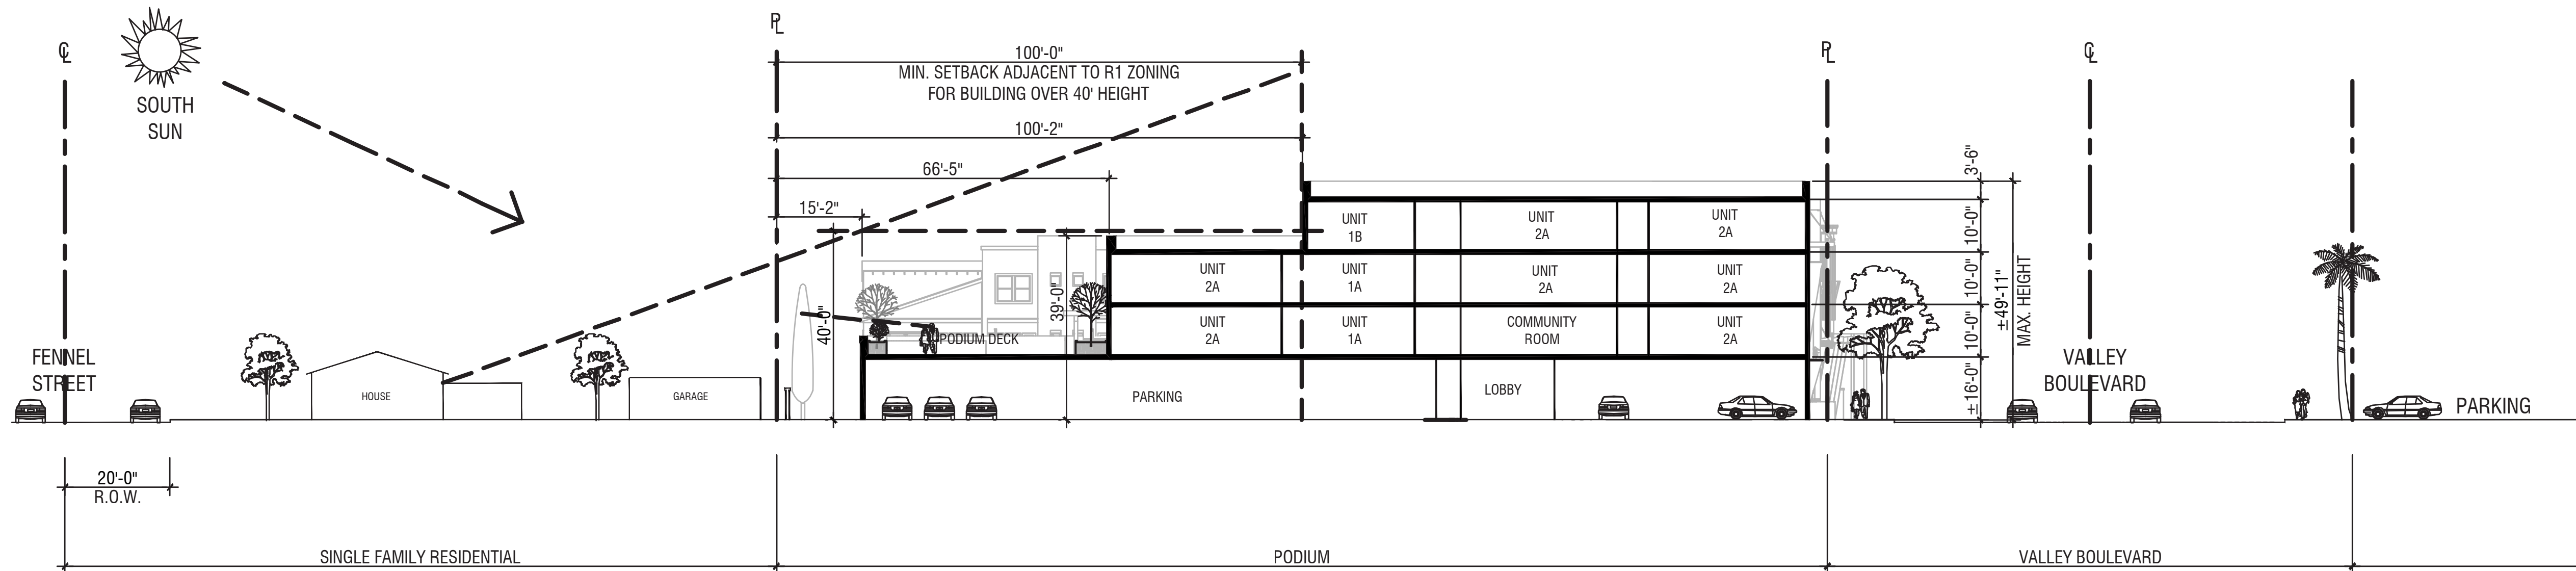 ℄
SOUTH
SUN
FENNEL
STREET
HOUSE
GARAGE
20'-0"
R.O.W.
SINGLE FAMILY RESIDENTIAL
PL
100'-0"
MIN. SETBACK ADJACENT TO R1 ZONING
FOR BUILDING OVER 40' HEIGHT
100'-2"
66'-5"
15'-2"
40'-0"
39'-0"
PODIUM DECK
UNIT
1B
UNIT
2A
UNIT
2A
UNIT
2A
UNIT
1A
UNIT
2A
UNIT
2A
UNIT
2A
UNIT
1A
COMMUNITY
ROOM
UNIT
2A
PARKING
LOBBY
PODIUM
PL
3'-6"
10'-0"
10'-0"
10'-0"
±16'-0"
±49'-11"
MAX. HEIGHT
℄
VALLEY
BOULEVARD
PARKING
VALLEY BOULEVARD